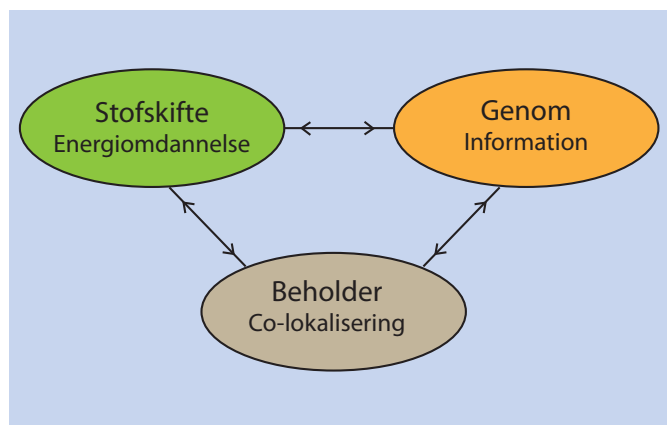 Stofskifte
Energiomdannelse
Genom
Information
Beholder
Co-lokalisering